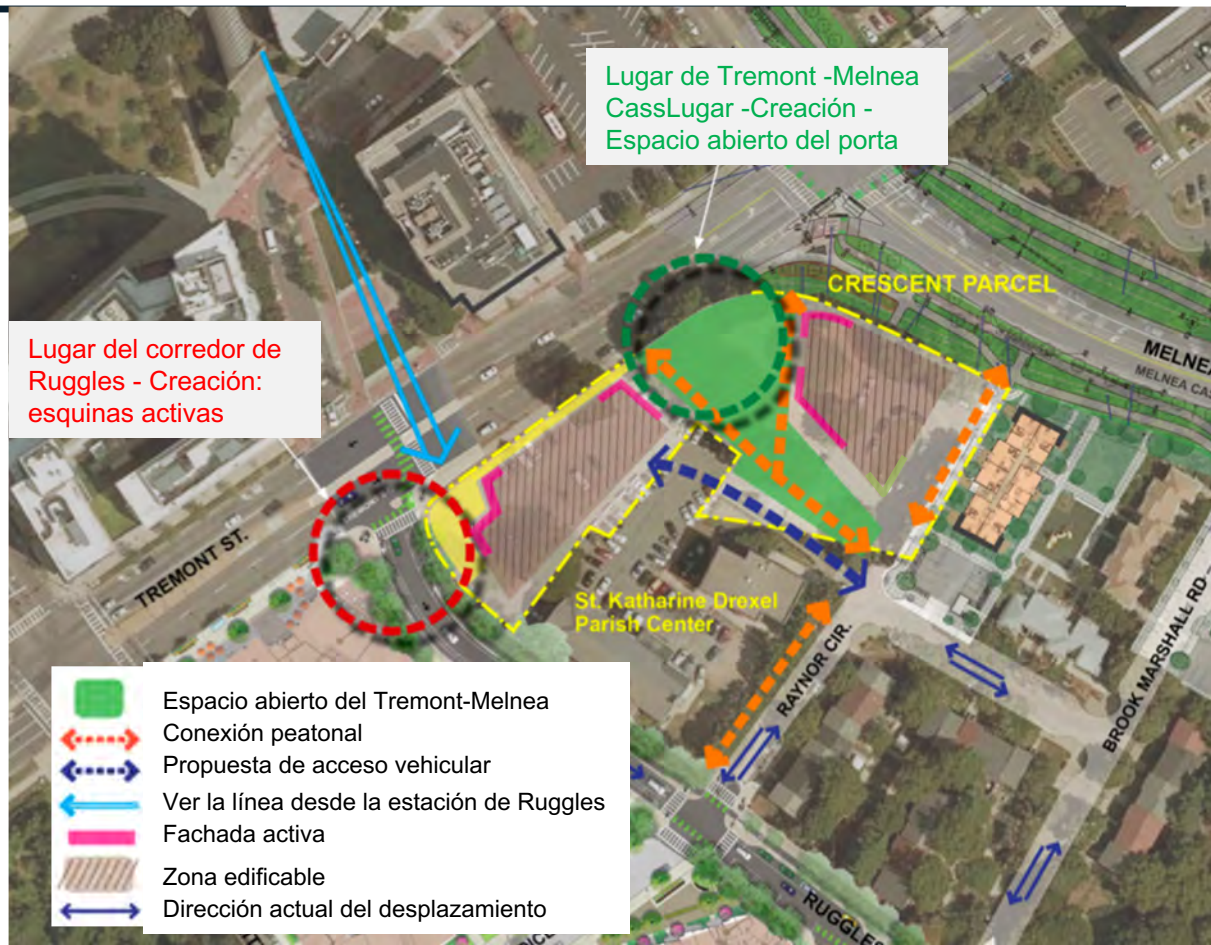 Lugar de Tremont -Melnea
CassLugar -Creación -
Espacio abierto del porta
CRESCENT PARCEL
MELNEA
MELNEA CAS
Lugar del corredor de
Ruggles - Creación:
esquinas activas
TREMONT ST.
St. Katharine Drexel
Parish Center
RAYNOR CIR.
BROOK MARSHALL RD
RUGGLES
Espacio abierto del Tremont-Melnea
Conexión peatonal
Propuesta de acceso vehicular
Ver la línea desde la estación de Ruggles
Fachada activa
Zona edificable
Dirección actual del desplazamiento